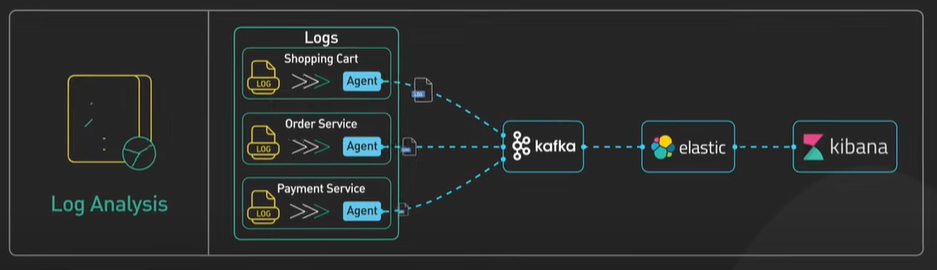 Logs
Shopping Cart
LOG
Agent
Order Service
LOG
Agent
Payment Service
LOG
Agent
kafka
elastic
kibana
Log Analysis